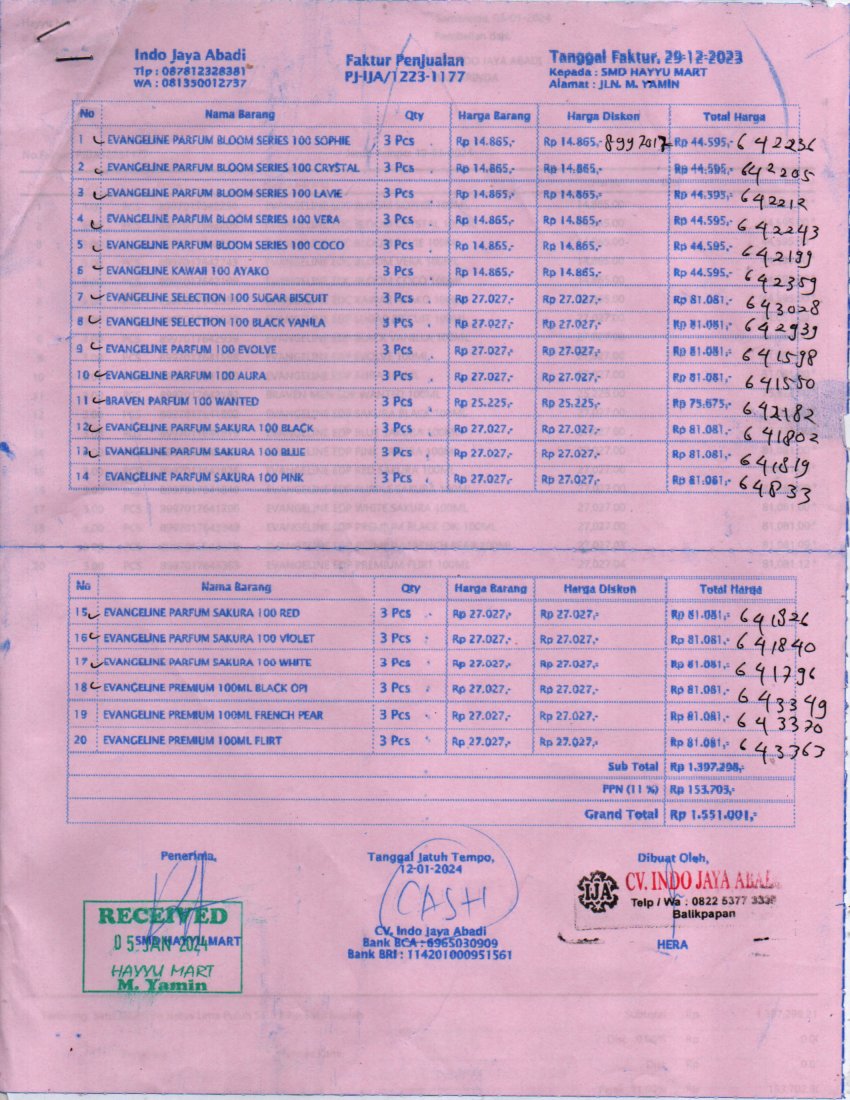 Indo Jaya Abadi
Tlp : 087812328381
WA : 081350012737
Faktur Penjualan
PJ-IJA/1223-1177
Tanggal Faktur, 29-12-2023
Kepada : SMD HAYYU MART
Alamat : JLN. M. YAMIN
No Nama Barang Qty Harga Barang Harga Diskon Total Harga
1 EVANGELINE PARFUM BLOOM SERIES 100 SOPHIE 3 Pcs Rp 14.865,- Rp 14.865,- 8997017 Rp 44.595,- 642236
2 EVANGELINE PARFUM BLOOM SERIES 100 CRYSTAL 3 Pcs Rp 14.865,- Rp 14.865,- Rp 44.595,- 642205
3 EVANGELINE PARFUM BLOOM SERIES 100 LAVIE 3 Pcs Rp 14.865,- Rp 14.865,- Rp 44.595,- 642212
4 EVANGELINE PARFUM BLOOM SERIES 100 VERA 3 Pcs Rp 14.865,- Rp 14.865,- Rp 44.595,- 642243
5 EVANGELINE PARFUM BLOOM SERIES 100 COCO 3 Pcs Rp 14.865,- Rp 14.865,- Rp 44.595,- 642199
6 EVANGELINE KAWAII 100 AYAKO 3 Pcs Rp 14.865,- Rp 14.865,- Rp 44.595,- 642359
7 EVANGELINE SELECTION 100 SUGAR BISCUIT 3 Pcs Rp 27.027,- Rp 27.027,- Rp 81.081,- 643028
8 EVANGELINE SELECTION 100 BLACK VANILA 3 Pcs Rp 27.027,- Rp 27.027,- Rp 81.081,- 642939
9 EVANGELINE PARFUM 100 EVOLVE 3 Pcs Rp 27.027,- Rp 27.027,- Rp 81.081,- 641598
10 EVANGELINE PARFUM 100 AURA 3 Pcs Rp 27.027,- Rp 27.027,- Rp 81.081,- 641550
11 BRAVEN PARFUM 100 WANTED 3 Pcs Rp 25.225,- Rp 25.225,- Rp 75.675,- 642182
12 EVANGELINE PARFUM SAKURA 100 BLACK 3 Pcs Rp 27.027,- Rp 27.027,- Rp 81.081,- 641802
13 EVANGELINE PARFUM SAKURA 100 BLUE 3 Pcs Rp 27.027,- Rp 27.027,- Rp 81.081,- 641819
14 EVANGELINE PARFUM SAKURA 100 PINK 3 Pcs Rp 27.027,- Rp 27.027,- Rp 81.081,- 64833
No Nama Barang Qty Harga Barang Harga Diskon Total Harga
15 EVANGELINE PARFUM SAKURA 100 RED 3 Pcs Rp 27.027,- Rp 27.027,- Rp 81.081,- 641826
16 EVANGELINE PARFUM SAKURA 100 VIOLET 3 Pcs Rp 27.027,- Rp 27.027,- Rp 81.081,- 641840
17 EVANGELINE PARFUM SAKURA 100 WHITE 3 Pcs Rp 27.027,- Rp 27.027,- Rp 81.081,- 641796
18 EVANGELINE PREMIUM 100ML BLACK OPI 3 Pcs Rp 27.027,- Rp 27.027,- Rp 81.081,- 643349
19 EVANGELINE PREMIUM 100ML FRENCH PEAR 3 Pcs Rp 27.027,- Rp 27.027,- Rp 81.081,- 643370
20 EVANGELINE PREMIUM 100ML FLIRT 3 Pcs Rp 27.027,- Rp 27.027,- Rp 81.081,- 643363
Sub Total Rp 1.397.298,-
PPN (11 %) Rp 153.703,-
Grand Total Rp 1.551.001,-
Penerima,
RECEIVED
05 JAN 2024
SMD HAYYU MART
HAYYU MART
M. Yamin
Tanggal Jatuh Tempo,
12-01-2024
CASH
CV. Indo Jaya Abadi
Bank BCA : 6965030909
Bank BRI : 114201000951561
Dibuat Oleh,
IJA
CV. INDO JAYA ABADI
Telp / Wa : 0822 5377
Balikpapan
HERA